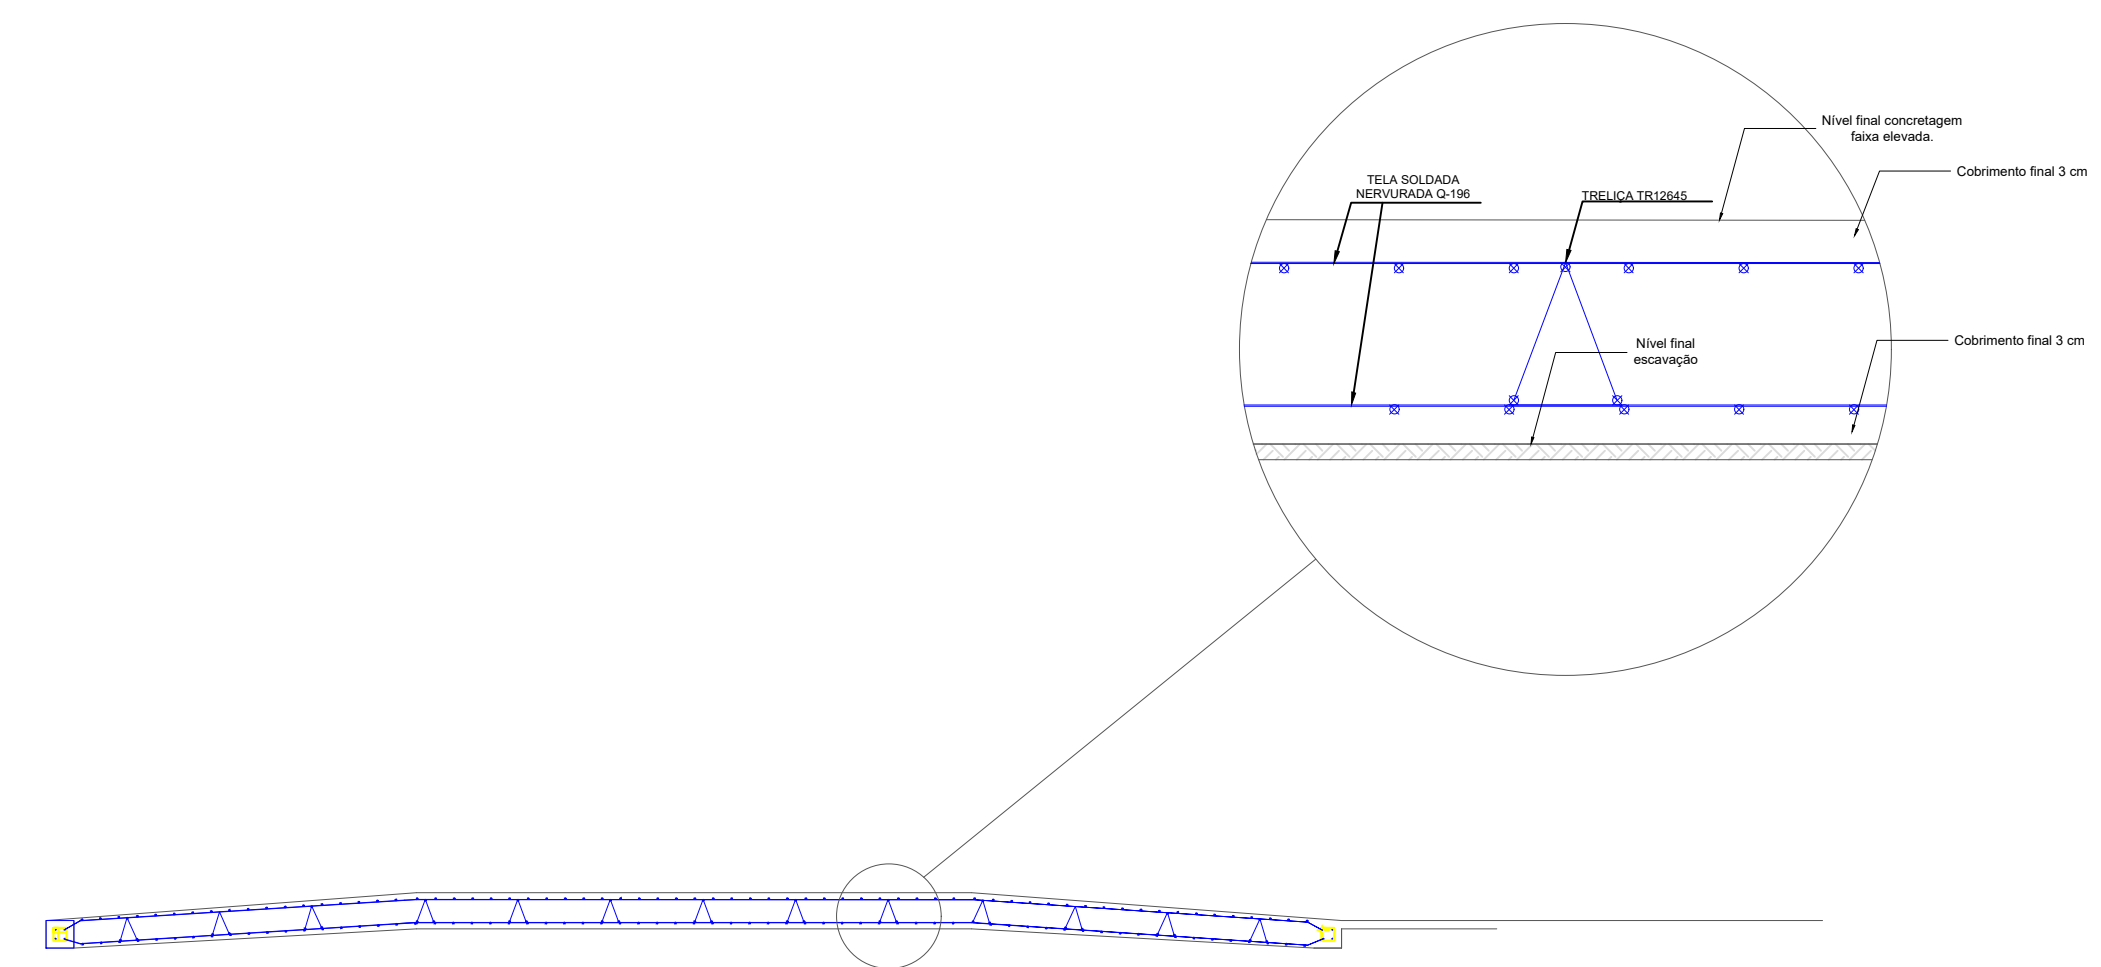 Nível final concretagem
faixa elevada.
Cobrimento final 3 cm
TELA SOLDADA
NERVURADA Q-196
TRELIÇA TR12645
Nível final
escavação
Cobrimento final 3 cm